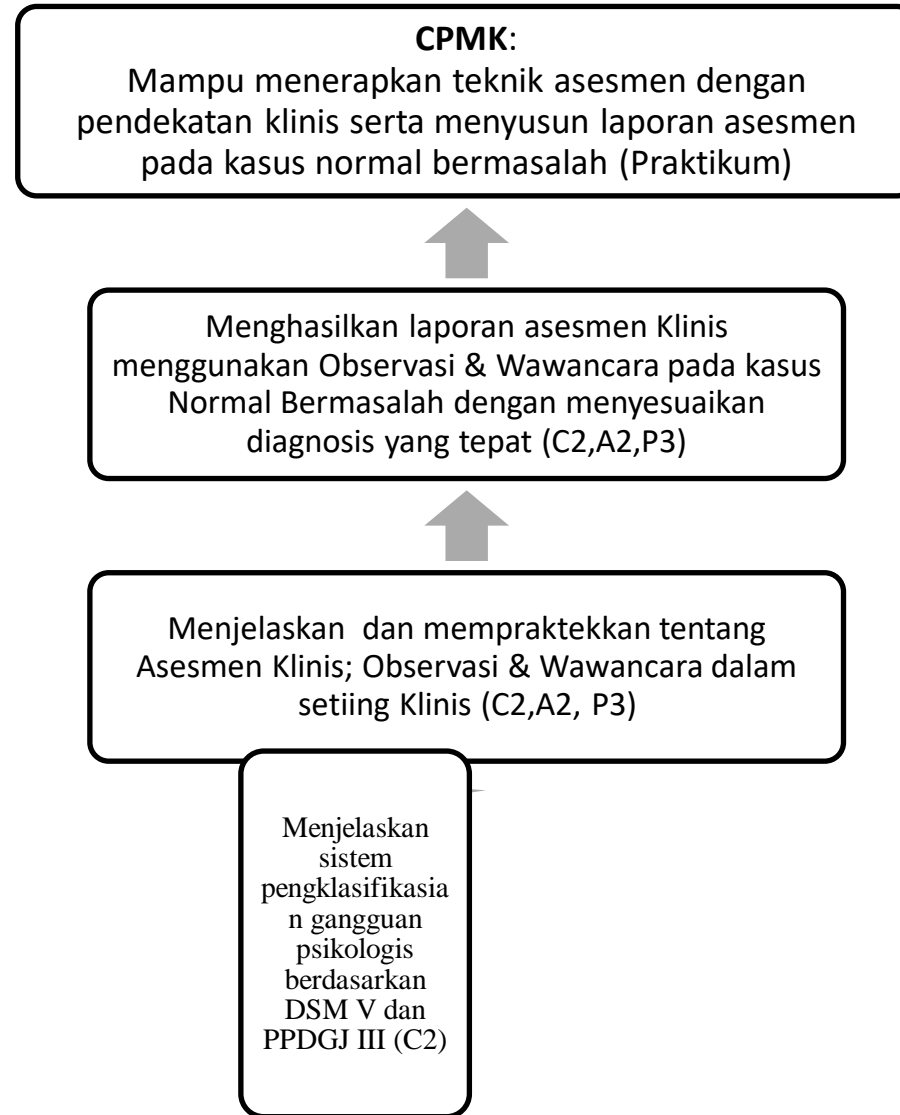 CPMK:
Mampu menerapkan teknik asesmen dengan
pendekatan klinis serta menyusun laporan asesmen
pada kasus normal bermasalah (Praktikum)
Menghasilkan laporan asesmen Klinis
menggunakan Observasi & Wawancara pada kasus
Normal Bermasalah dengan menyesuaikan
diagnosis yang tepat (C2,A2,P3)
Menjelaskan  dan mempraktekkan tentang
Asesmen Klinis; Observasi & Wawancara dalam
setiing Klinis (C2,A2, P3)
Menjelaskan
sistem
pengklasifikasia
n gangguan
psikologis
berdasarkan
DSM V dan
PPDGJ III (C2)